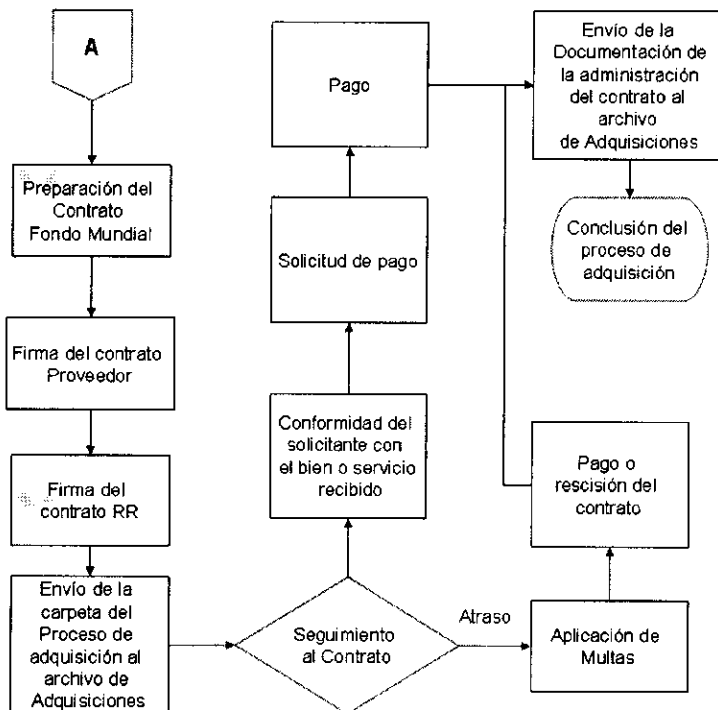 A
Preparación del
Contrato
Fondo Mundial
Firma del contrato
Proveedor
Firma del
contrato RR
Envío de la
carpeta del
Proceso de
adquisición al
archivo de
Adquisiciones
Seguimiento
al Contrato
Conformidad del
solicitante con
el bien o servicio
recibido
Solicitud de pago
Pago
Atraso
Aplicación de
Multas
Pago o
rescisión del
contrato
Envío de la
Documentación de
la administración
del contrato al
archivo
de Adquisiciones
Conclusión del
proceso de
adquisición